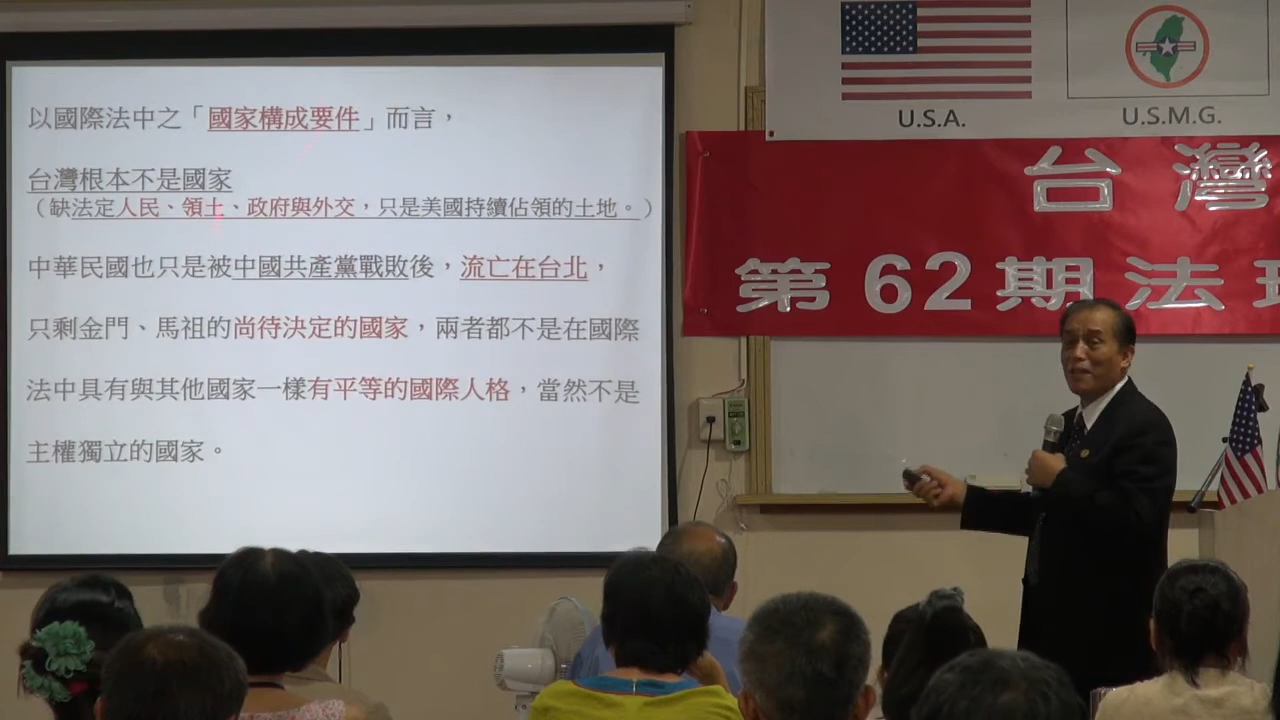 以國際法中之「國家構成要件」而言，
台灣根本不是國家
（缺法定人民、領土、政府與外交，只是美國持續佔領的土地。）
中華民國也只是被中國共產黨戰敗後，流亡在台北，
只剩金門、馬祖的尚待決定的國家，兩者都不是在國際
法中具有與其他國家一樣有平等的國際人格，當然不是
主權獨立的國家。
U.S.A.
U.S.M.G.
台灣
第62期法理